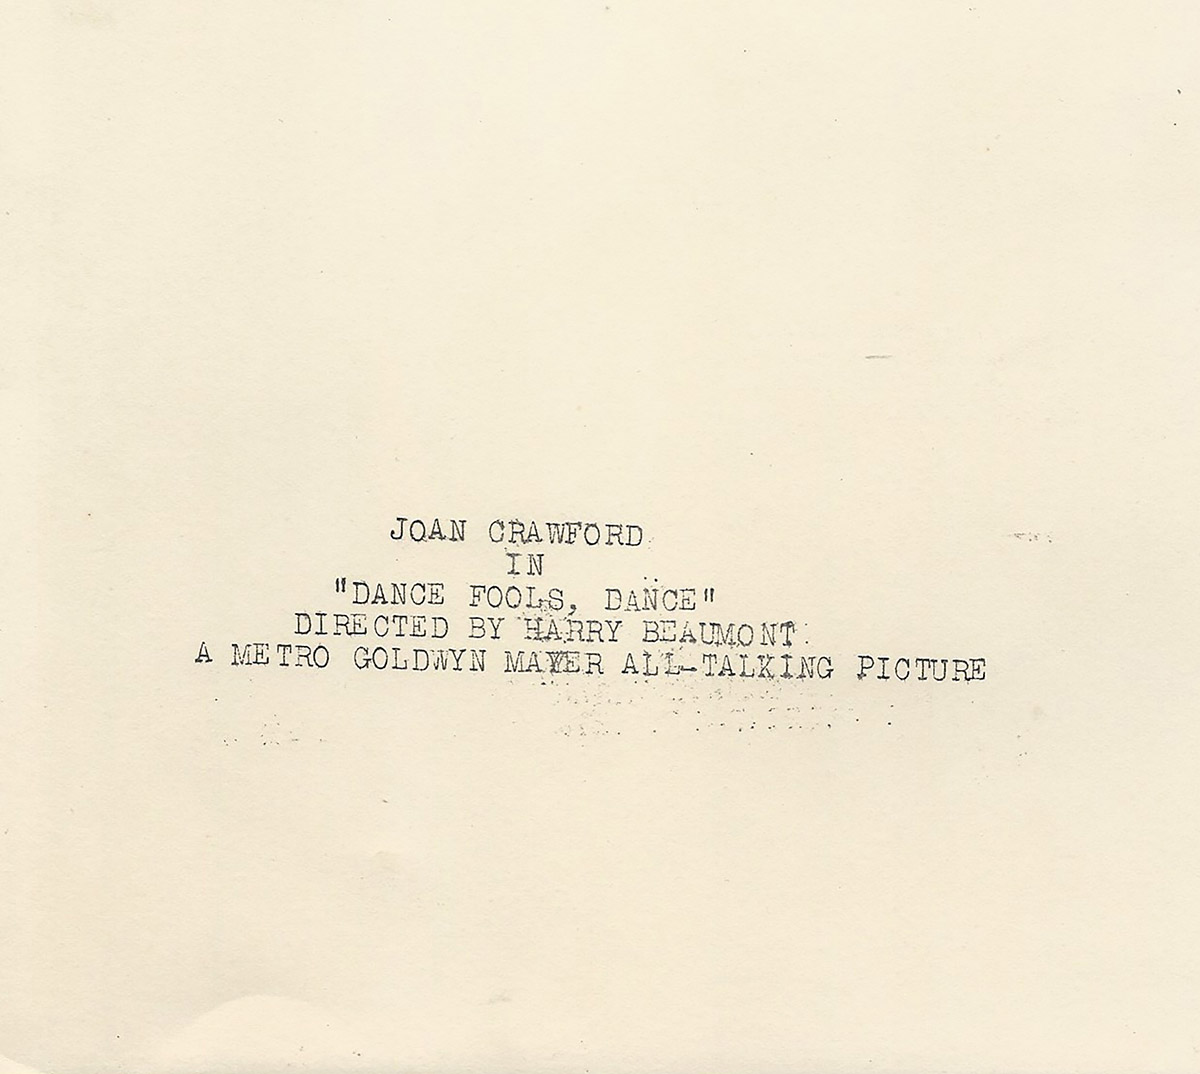 JOAN CRAWFORD
IN
"DANCE FOOLS, DANCE"
DIRECTED BY HARRY BEAUMONT
A METRO GOLDWYN MAYER ALL-TALKING PICTURE